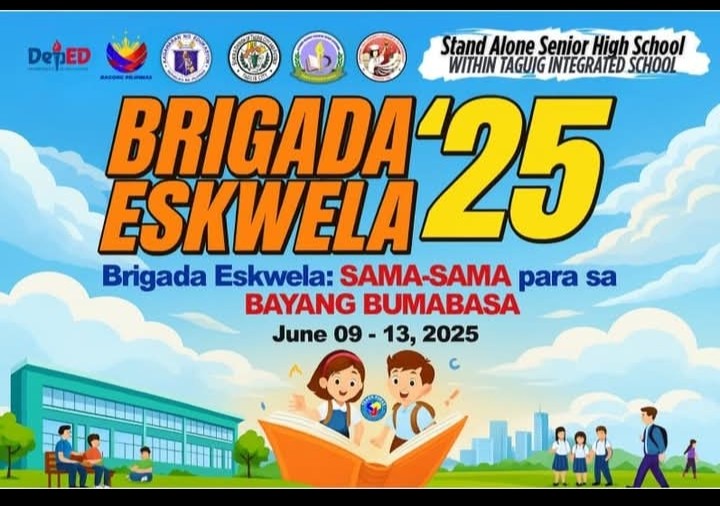 DepED
BAGONG PILIPINAS
Stand Alone Senior High School
WITHIN TAGUIG INTEGRATED SCHOOL
BRIGADA
ESKWELA
'25
Brigada Eskwela: SAMA-SAMA para sa
BAYANG BUMABASA
June 09 - 13, 2025
C